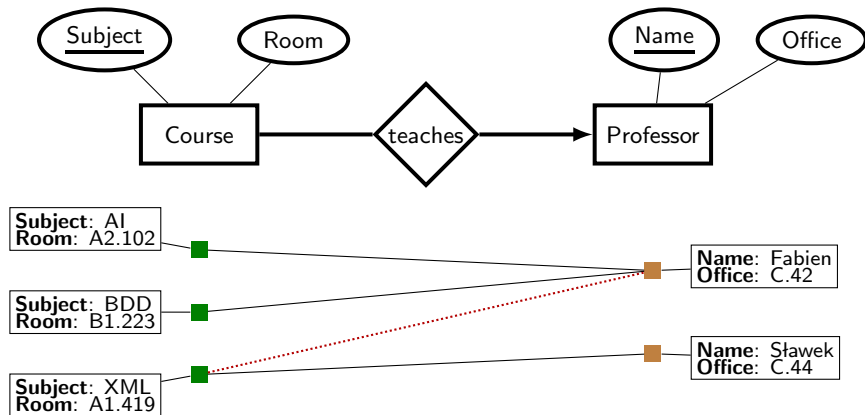 Subject
Room
Name
Office
Course
teaches
Professor
Subject: AI
Room: A2.102
Name: Fabien
Office: C.42
Subject: BDD
Room: B1.223
Name: Sławek
Office: C.44
Subject: XML
Room: A1.419